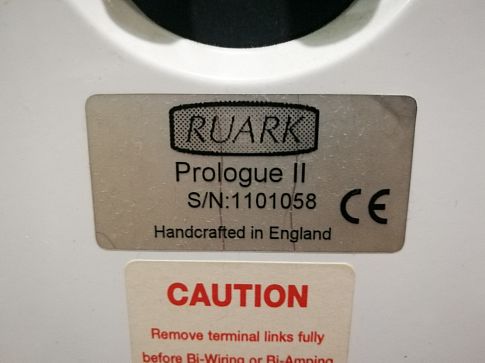 RUARK
Prologue II
S/N:1101058
CE
Handcrafted in England
CAUTION
Remove terminal links fully
before Bi-Wiring or Bi-Amping